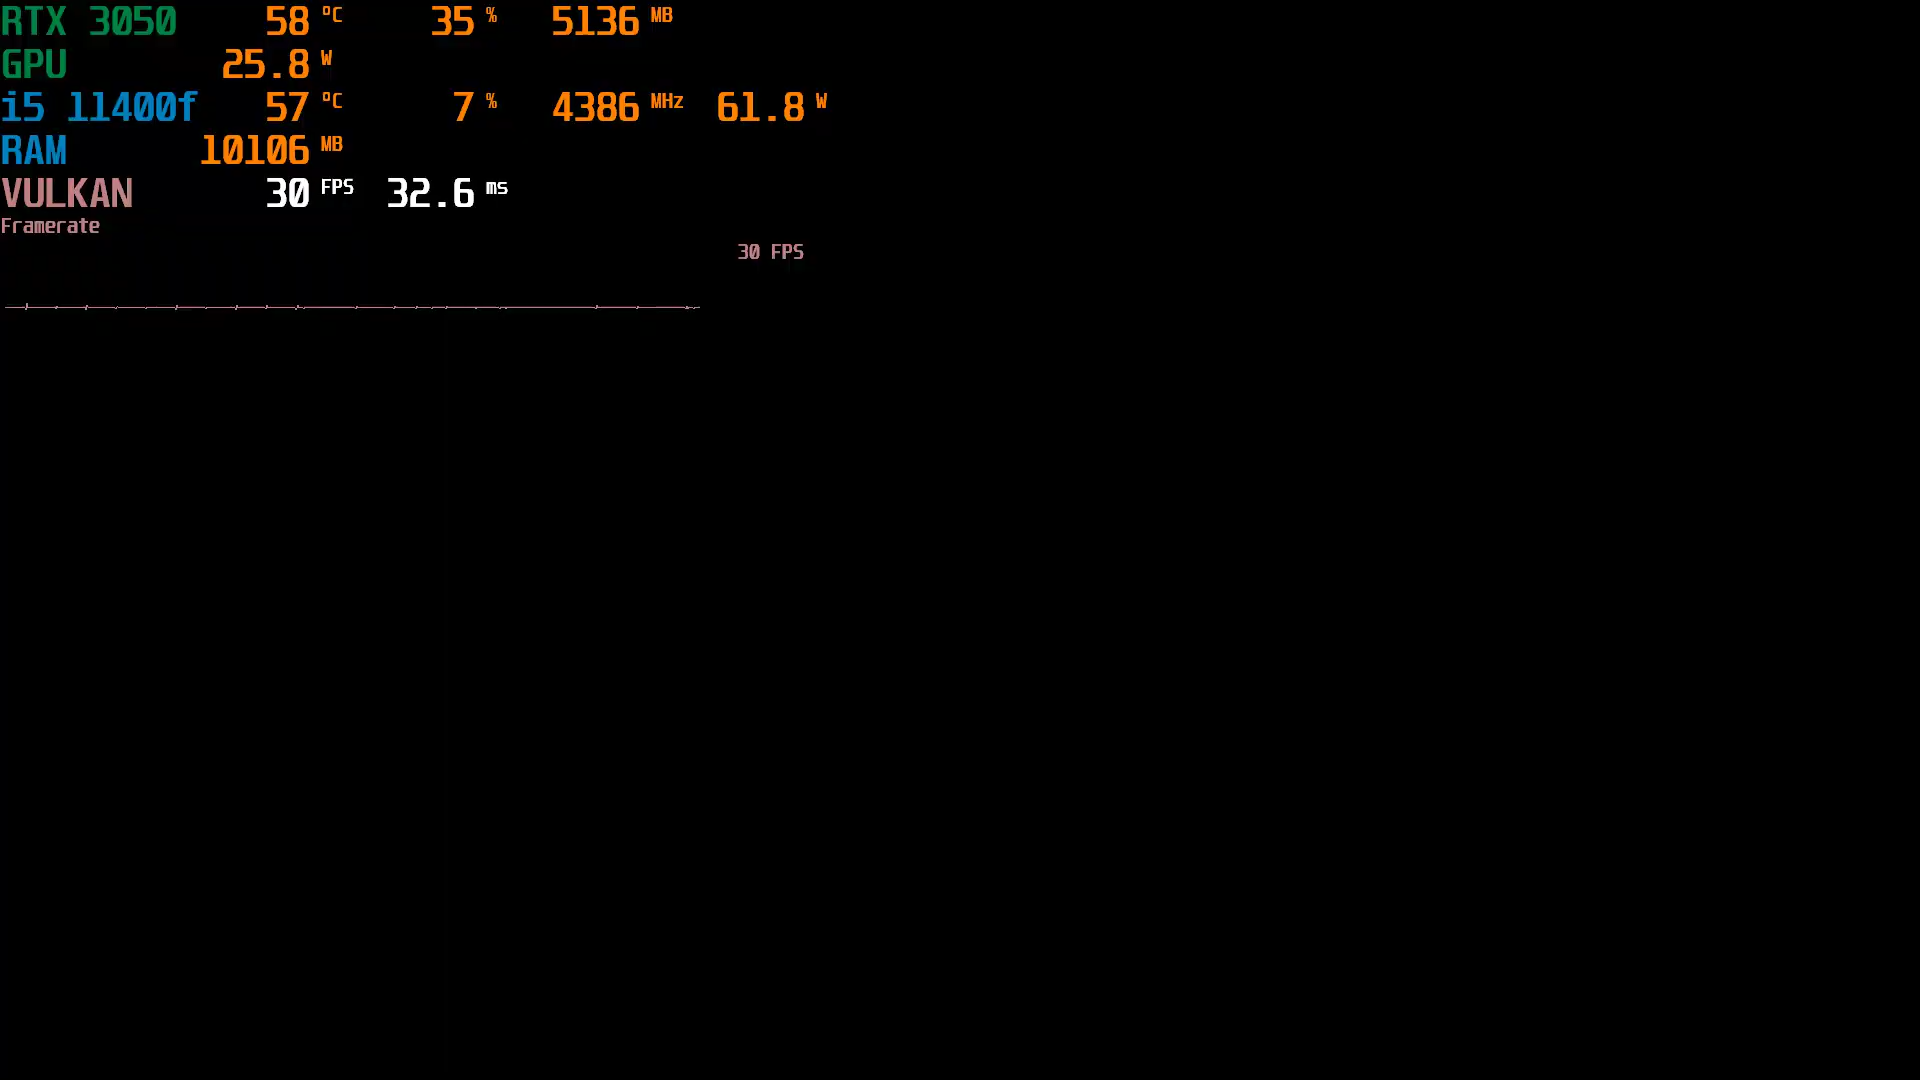 RTX 3050 58 °C 35 % 5136 MB
GPU 25.8 W
i5 11400f 57 °C 7 % 4386 MHz 61.8 W
RAM 10106 MB
VULKAN 30 FPS 32.6 ms
Framerate
30 FPS